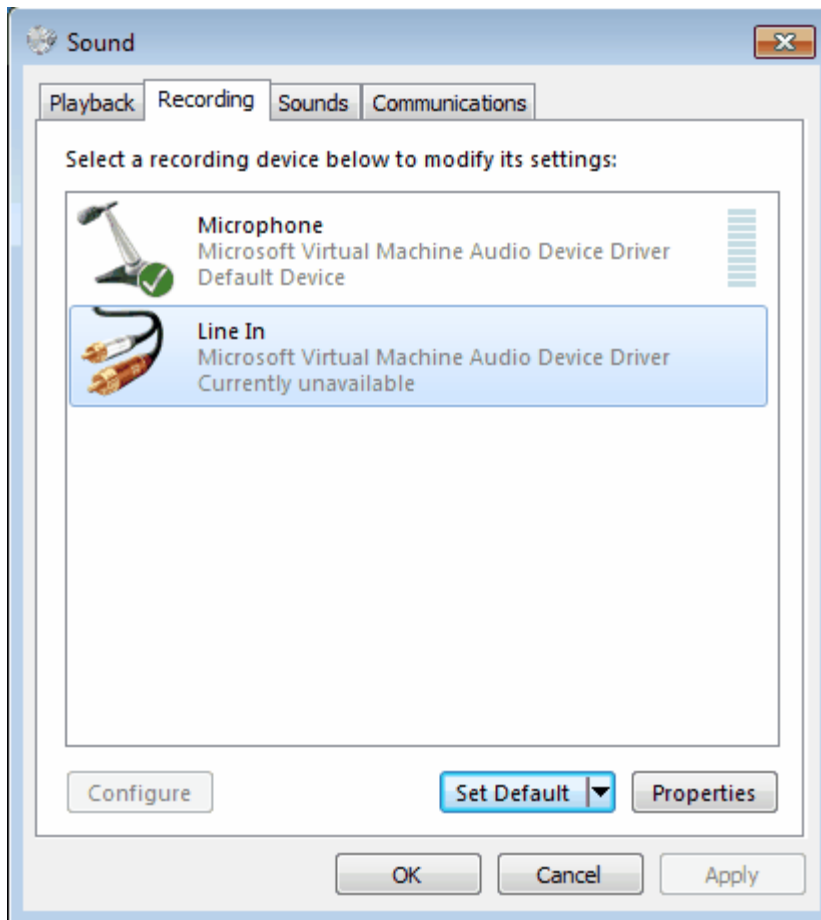 Sound
Playback Recording Sounds Communications
Select a recording device below to modify its settings:
Microphone
Microsoft Virtual Machine Audio Device Driver
Default Device
Line In
Microsoft Virtual Machine Audio Device Driver
Currently unavailable
Configure Set Default Properties
OK Cancel Apply